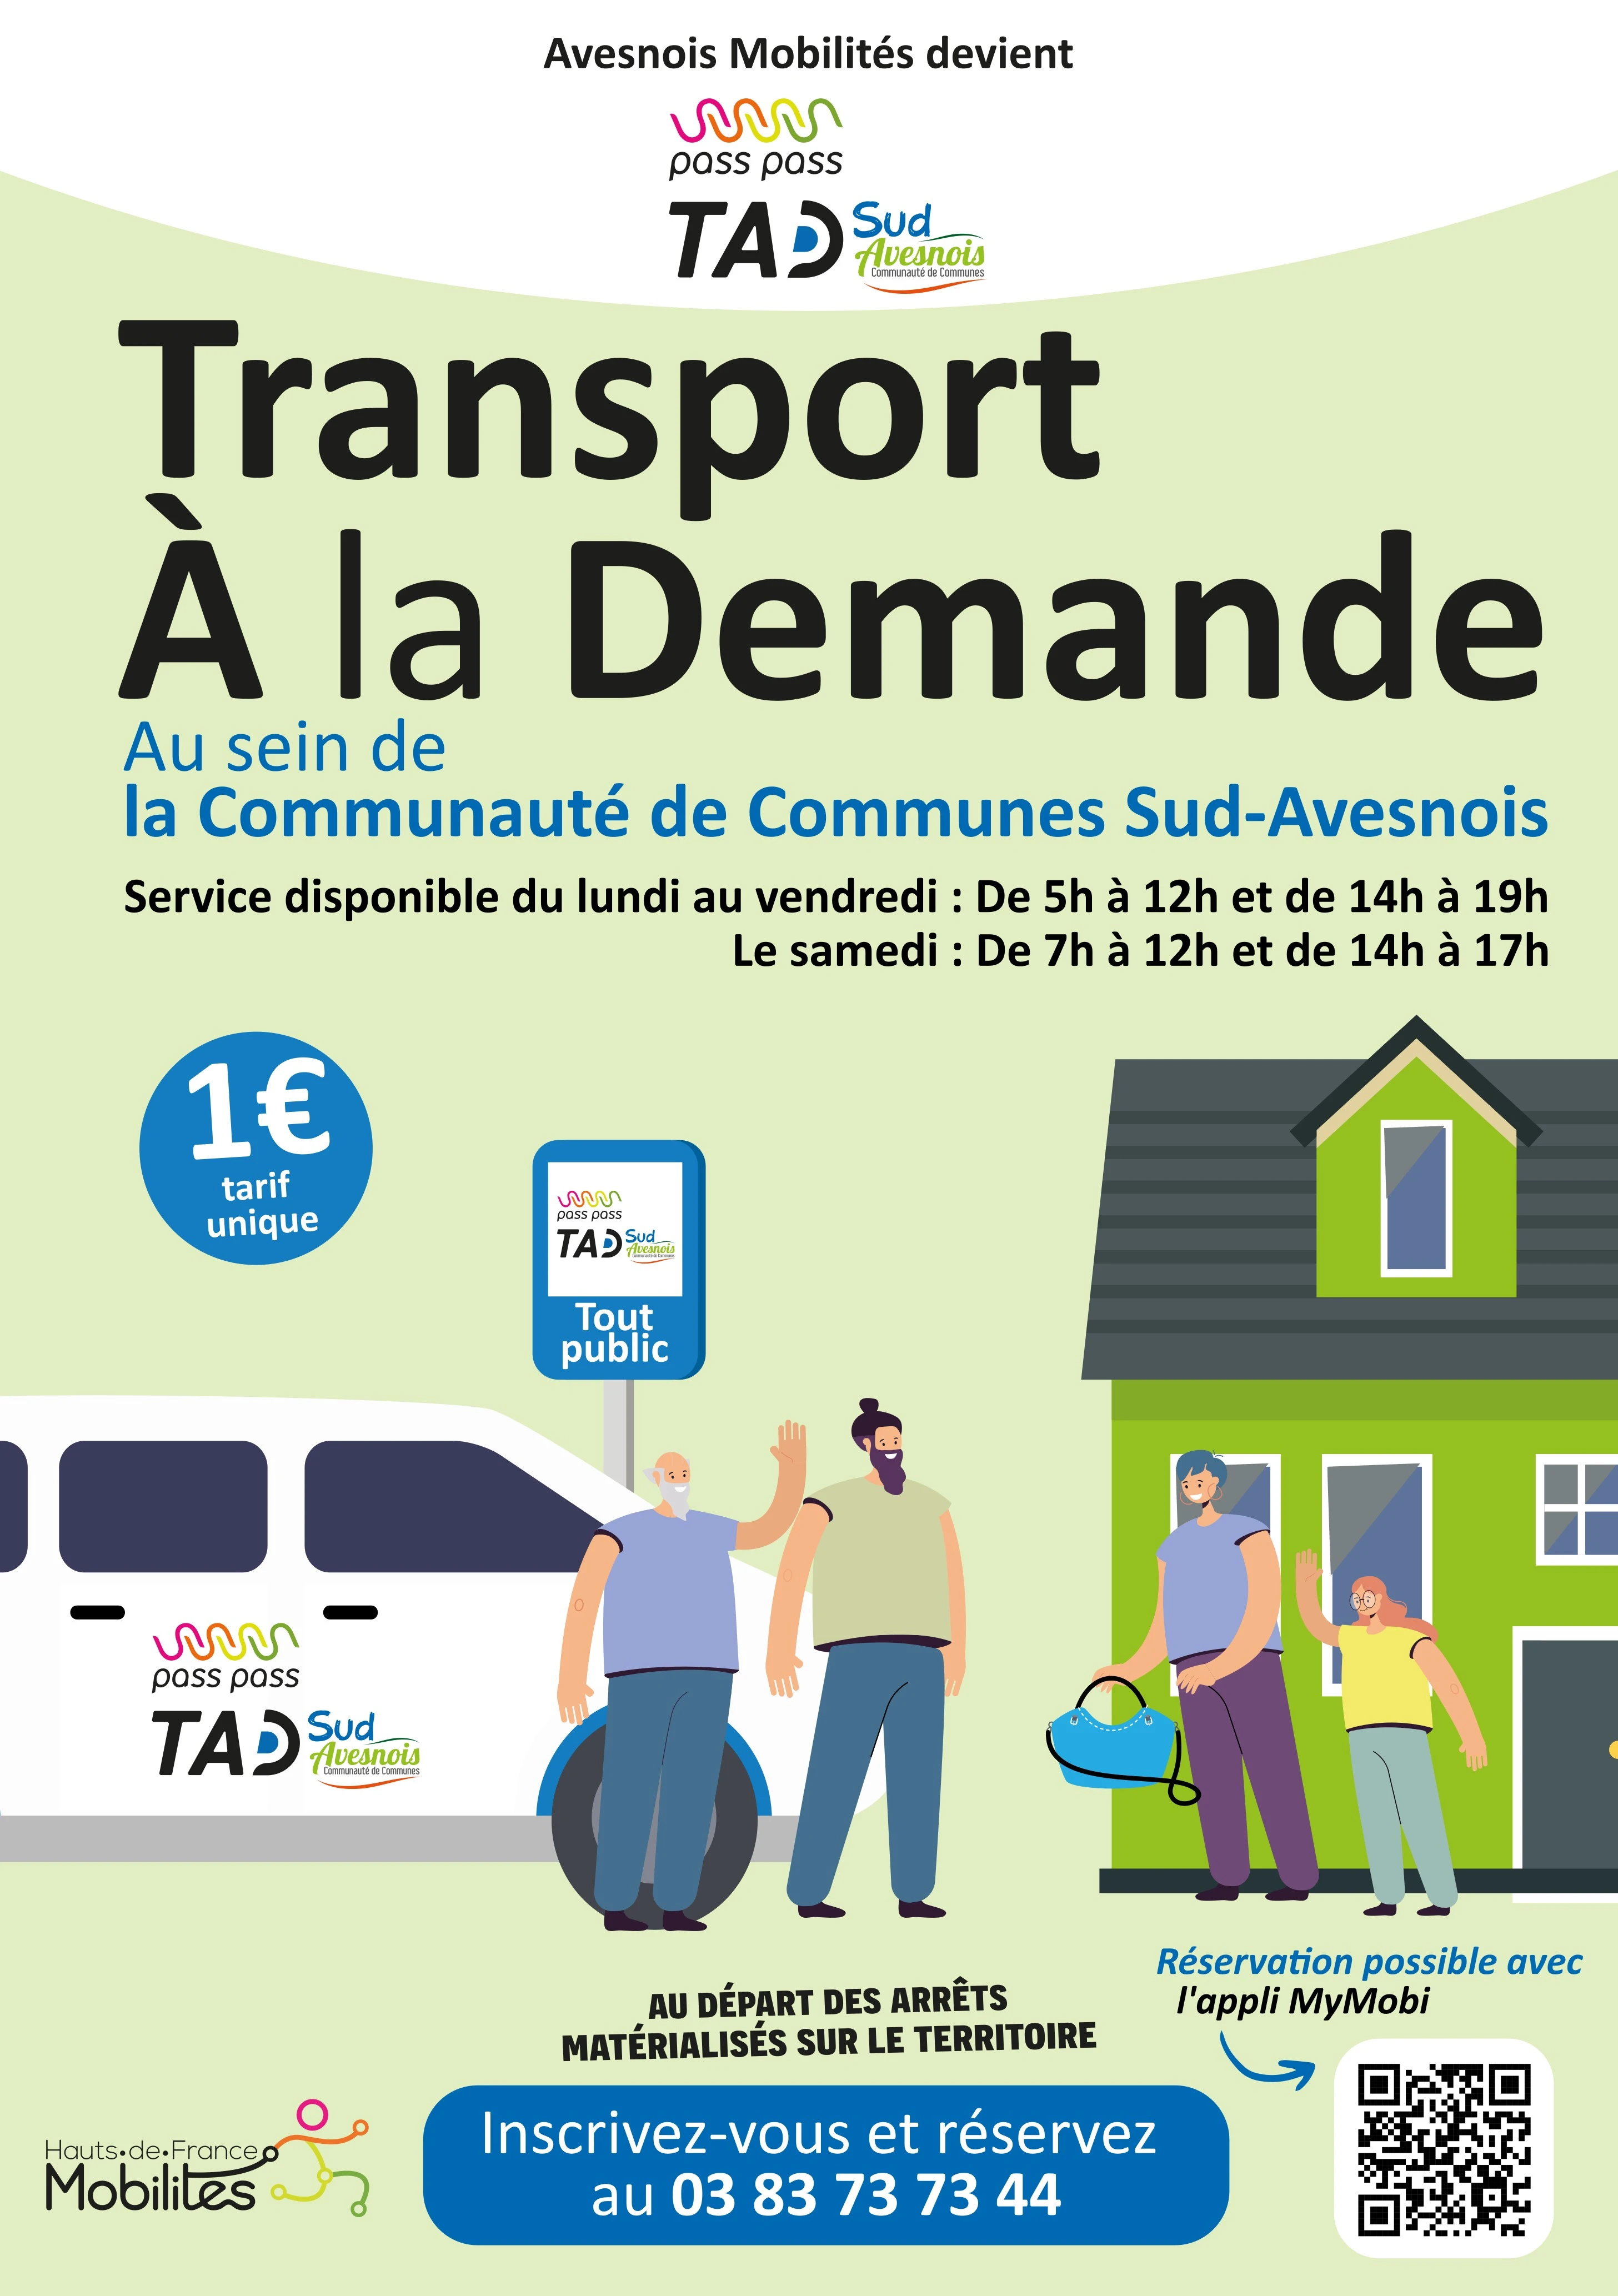 Avesnois Mobilités devient
pass pass
TAD Sud
Avesnois
Communauté de Communes
Transport
À la Demande
Au sein de
la Communauté de Communes Sud-Avesnois
Service disponible du lundi au vendredi : De 5h à 12h et de 14h à 19h
Le samedi : De 7h à 12h et de 14h à 17h
1€
tarif
unique
pass pass
TAD Sud
Avesnois
Communauté de Communes
Tout
public
pass pass
TAD Sud
Avesnois
Communauté de Communes
Réservation possible avec
l'appli MyMobi
AU DÉPART DES ARRÊTS
MATÉRIALISÉS SUR LE TERRITOIRE
Hauts•de•France
Mobilités
Inscrivez-vous et réservez
au 03 83 73 73 44